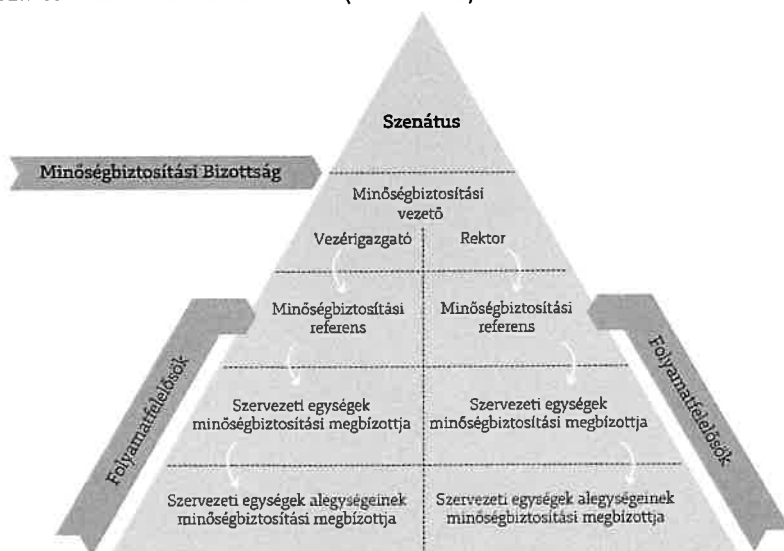 Szenátus
Minőségbiztosítási Bizottság
Minőségbiztosítási
vezető
Vezérigazgató
Rektor
Minőségbiztosítási
referens
Minőségbiztosítási
referens
Szervezeti egységek
minőségbiztosítási megbízottja
Szervezeti egységek
minőségbiztosítási megbízottja
Szervezeti egységek alegységeinek
minőségbiztosítási megbízottja
Szervezeti egységek alegységeinek
minőségbiztosítási megbízottja
Folyamatfelelősök
Folyamatfelelősök